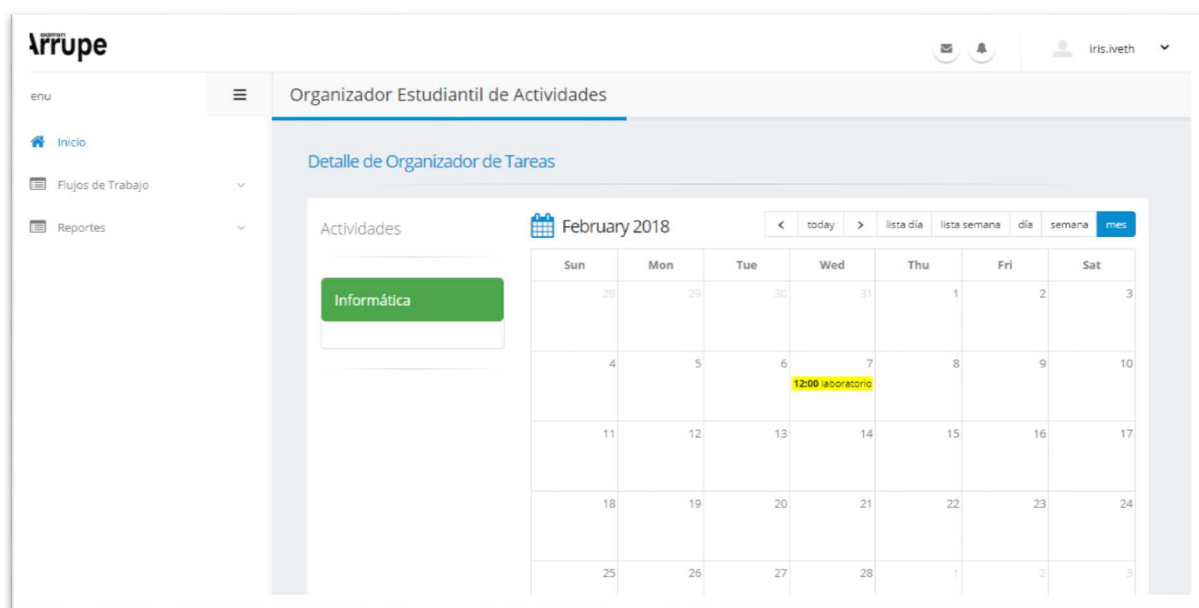 admin
Arrupe
iris.iveth
enu
Organizador Estudiantil de Actividades
Inicio
Flujos de Trabajo
Reportes
Detalle de Organizador de Tareas
Actividades
Informática
February 2018
< today > lista día lista semana día semana mes
Sun Mon Tue Wed Thu Fri Sat
28 29 30 31 1 2 3
4 5 6 7 8 9 10
12:00 laboratorio
11 12 13 14 15 16 17
18 19 20 21 22 23 24
25 26 27 28 1 2 3